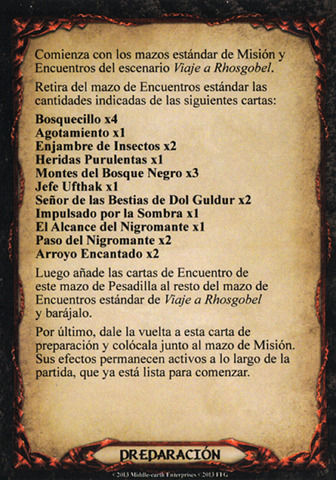 Comienza con los mazos estándar de Misión y
Encuentros del escenario Viaje a Rhosgobel.
Retira del mazo de Encuentros estándar las
cantidades indicadas de las siguientes cartas:
Bosquecillo x4
Agotamiento x1
Enjambre de Insectos x2
Heridas Purulentas x1
Montes del Bosque Negro x3
Jefe Ufthak x1
Señor de las Bestias de Dol Guldur x2
Impulsado por la Sombra x1
El Alcance del Nigromante x1
Paso del Nigromante x2
Arroyo Encantado x2
Luego añade las cartas de Encuentro de
este mazo de Pesadilla al resto del mazo de
Encuentros estándar de Viaje a Rhosgobel
y barájalo.
Por último, dale la vuelta a esta carta de
preparación y colócala junto al mazo de Misión.
Sus efectos permanecen activos a lo largo de la
partida, que ya está lista para comenzar.
PREPARACIÓN
©2013 Middle-earth Enterprises ©2013 FFG